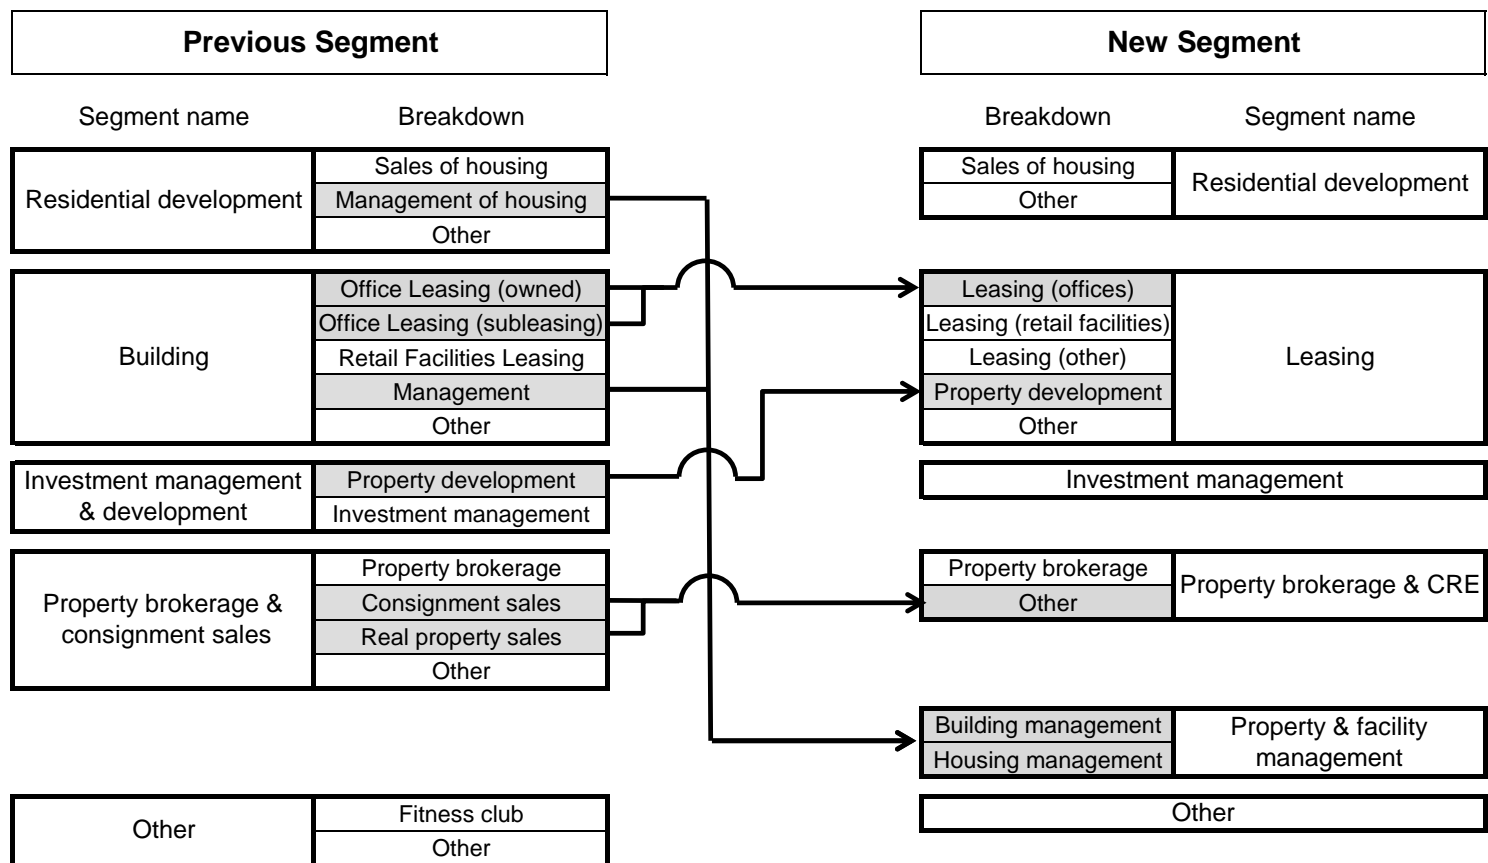 Previous Segment
New Segment
Segment name
Breakdown
Breakdown
Segment name
Residential development
Sales of housing
Management of housing
Other
Sales of housing
Other
Residential development
Building
Office Leasing (owned)
Office Leasing (subleasing)
Retail Facilities Leasing
Management
Other
Leasing (offices)
Leasing (retail facilities)
Leasing (other)
Property development
Other
Leasing
Investment management
& development
Property development
Investment management
Investment management
Property brokerage &
consignment sales
Property brokerage
Consignment sales
Real property sales
Other
Property brokerage
Other
Property brokerage & CRE
Building management
Housing management
Property & facility
management
Other
Fitness club
Other
Other